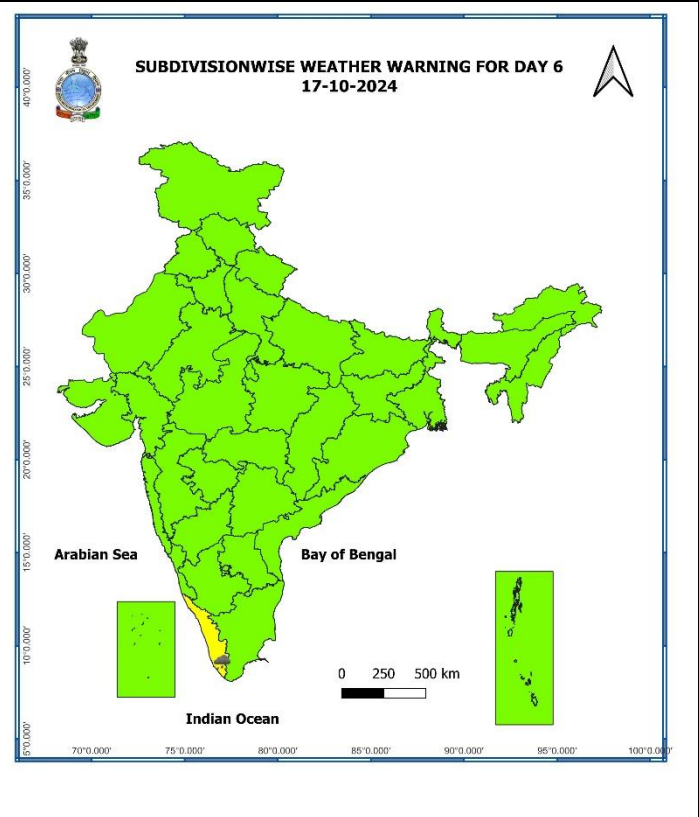 SUBDIVISIONWISE WEATHER WARNING FOR DAY 6
17-10-2024
40°0.000'
35°0.000'
30°0.000'
25°0.000'
20°0.000'
15°0.000'
10°0.000'
5°0.000'
Arabian Sea
Bay of Bengal
0 250 500 km
Indian Ocean
70°0.000' 75°0.000' 80°0.000' 85°0.000' 90°0.000' 95°0.000' 100°0.000'